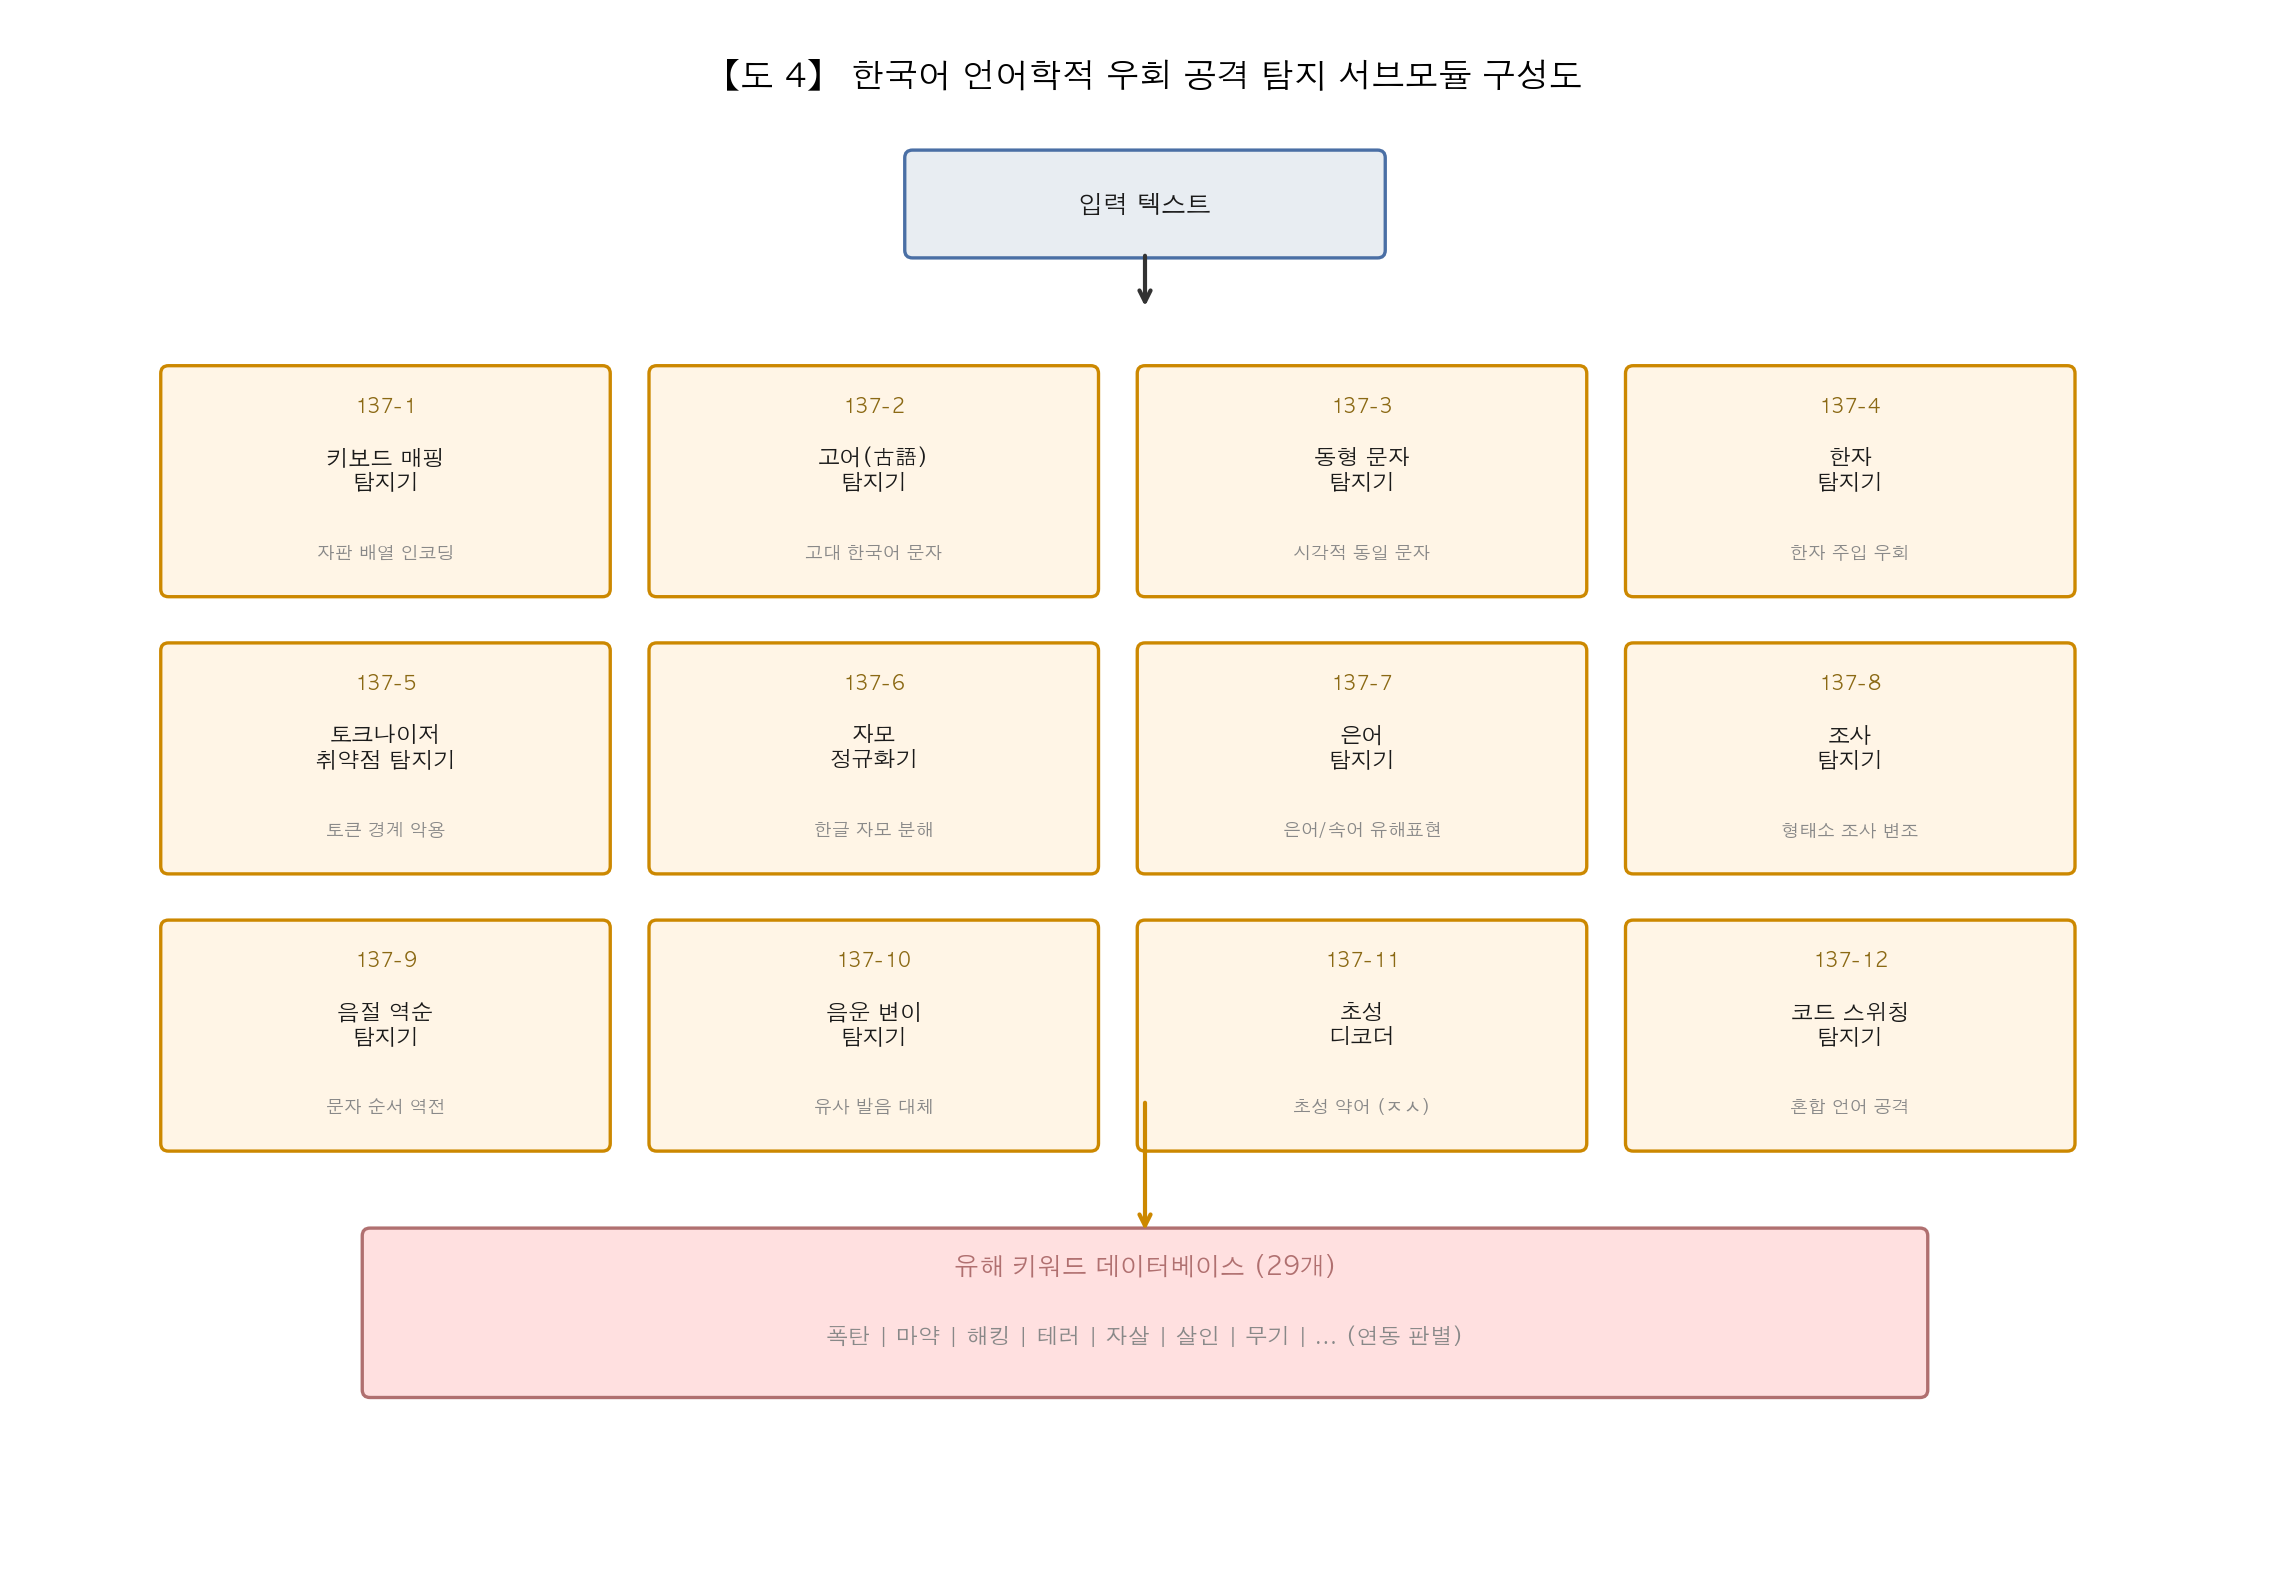 【도 4】 한국어 언어학적 우회 공격 탐지 서브모듈 구성도
입력 텍스트
137-1
키보드 매핑
탐지기
자판 배열 인코딩
137-2
고어(古語)
탐지기
고대 한국어 문자
137-3
동형 문자
탐지기
시각적 동일 문자
137-4
한자
탐지기
한자 주입 우회
137-5
토크나이저
취약점 탐지기
토큰 경계 악용
137-6
자모
정규화기
한글 자모 분해
137-7
은어
탐지기
은어/속어 유해표현
137-8
조사
탐지기
형태소 조사 변조
137-9
음절 역순
탐지기
문자 순서 역전
137-10
음운 변이
탐지기
유사 발음 대체
137-11
초성
디코더
초성 약어 (ㅈㅅ)
137-12
코드 스위칭
탐지기
혼합 언어 공격
유해 키워드 데이터베이스 (29개)
폭탄 | 마약 | 해킹 | 테러 | 자살 | 살인 | 무기 | ... (연동 판별)